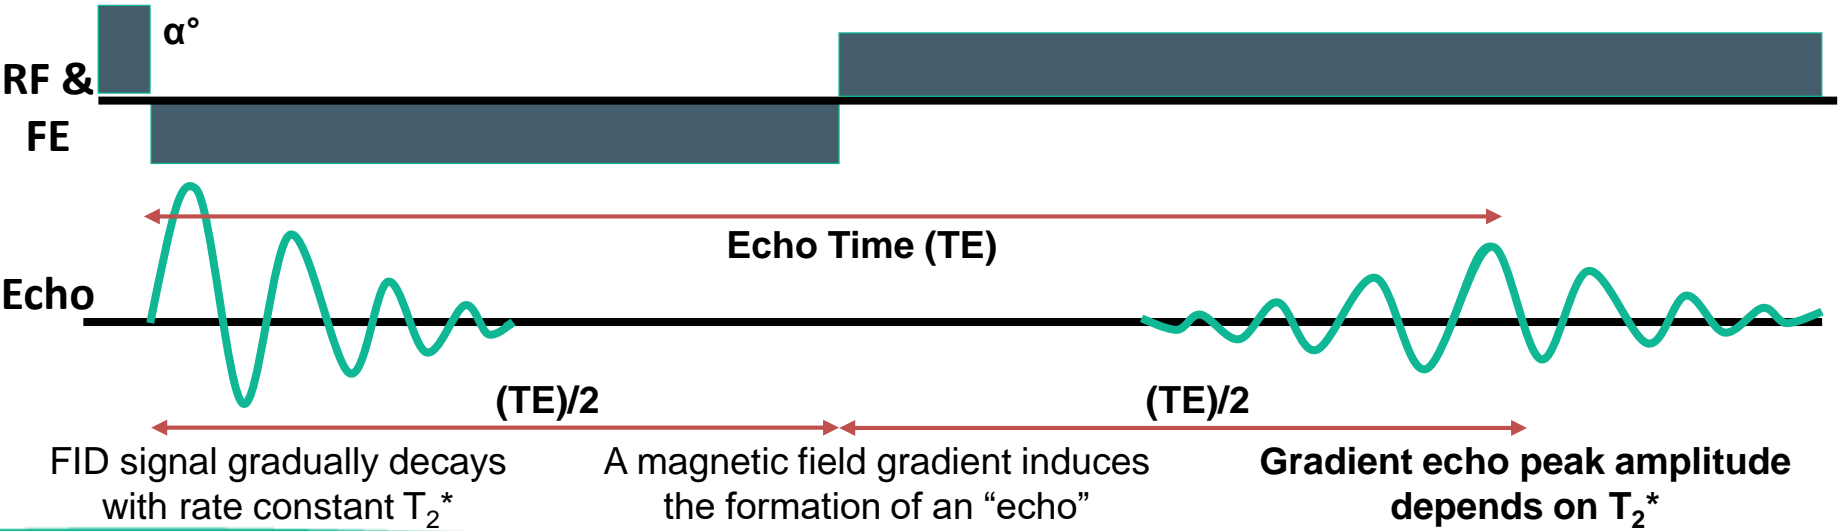 α°
RF &
FE
Echo Time (TE)
Echo
(TE)/2
(TE)/2
FID signal gradually decays
with rate constant T₂*
A magnetic field gradient induces
the formation of an “echo”
Gradient echo peak amplitude
depends on T₂*